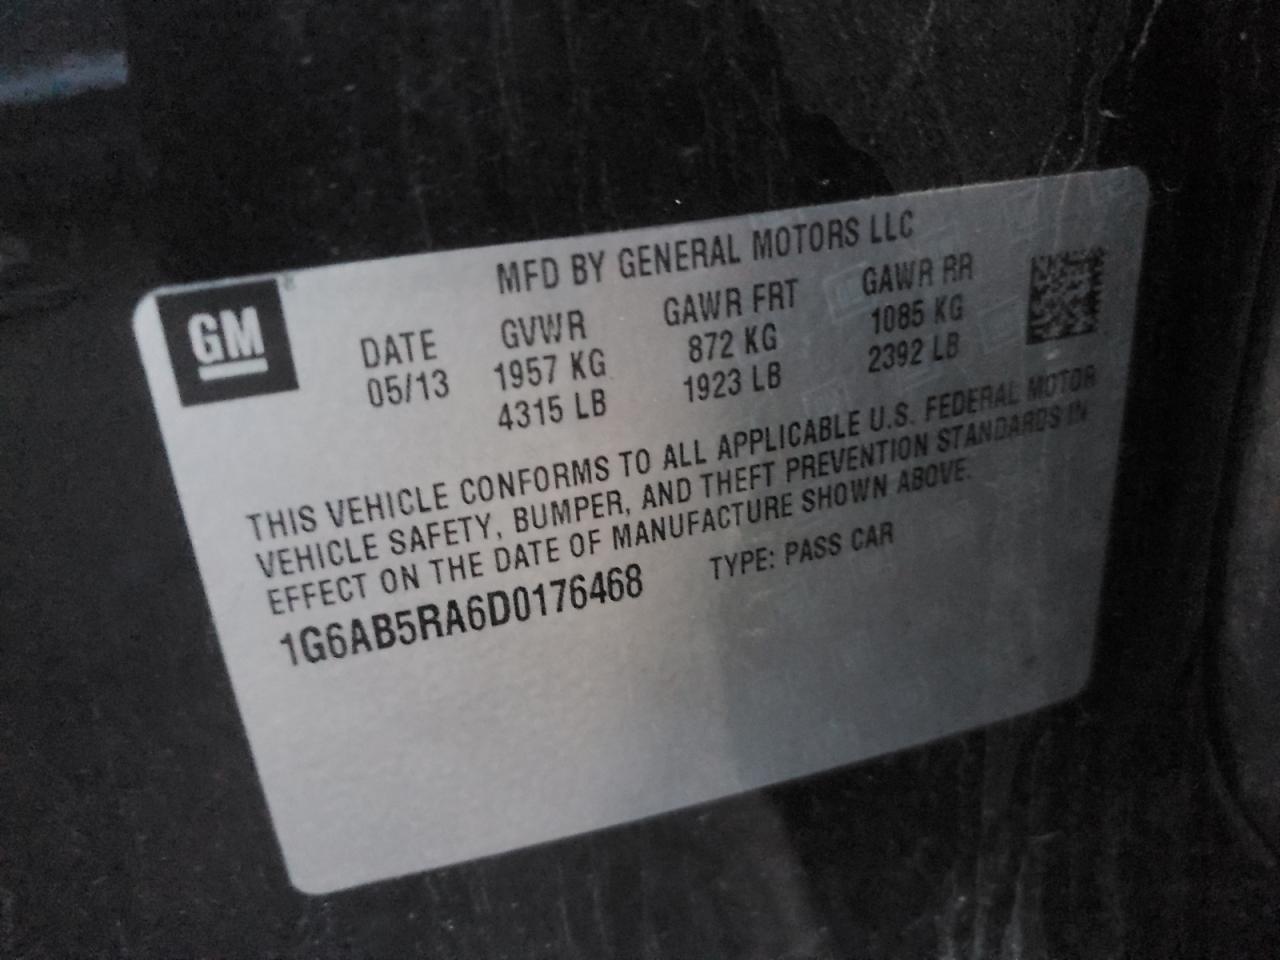 GM
MFD BY GENERAL MOTORS LLC
DATE GVWR GAWR FRT GAWR RR
05/13 1957 KG 872 KG 1085 KG
4315 LB 1923 LB 2392 LB
THIS VEHICLE CONFORMS TO ALL APPLICABLE U.S. FEDERAL MOTOR
VEHICLE SAFETY, BUMPER, AND THEFT PREVENTION STANDARDS IN
EFFECT ON THE DATE OF MANUFACTURE SHOWN ABOVE.
1G6AB5RA6D0176468 TYPE: PASS CAR